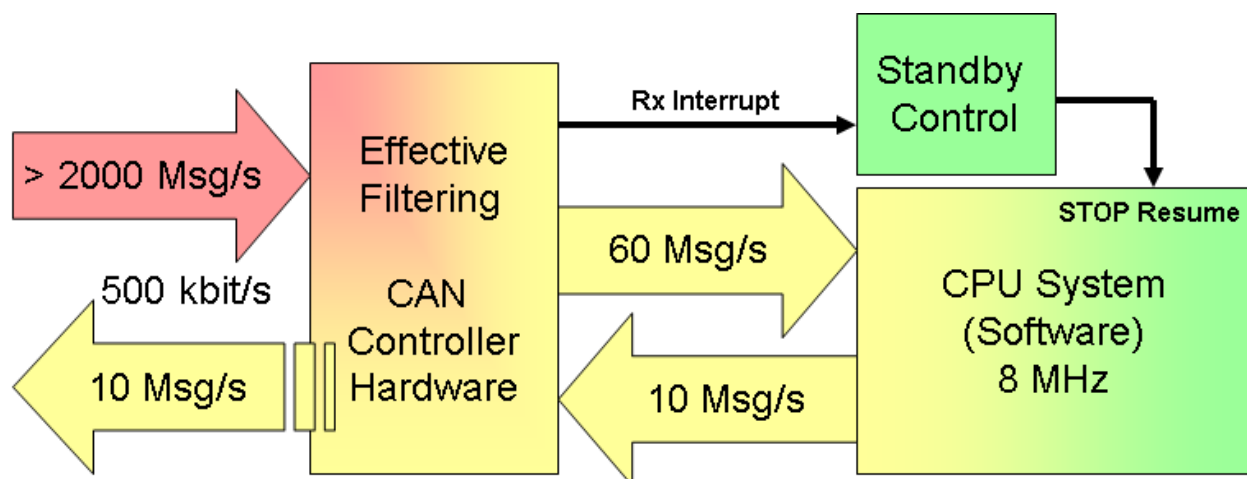 Standby
Control
Rx Interrupt
> 2000 Msg/s
Effective
Filtering
STOP Resume
60 Msg/s
500 kbit/s
CAN
Controller
Hardware
CPU System
(Software)
8 MHz
10 Msg/s
10 Msg/s